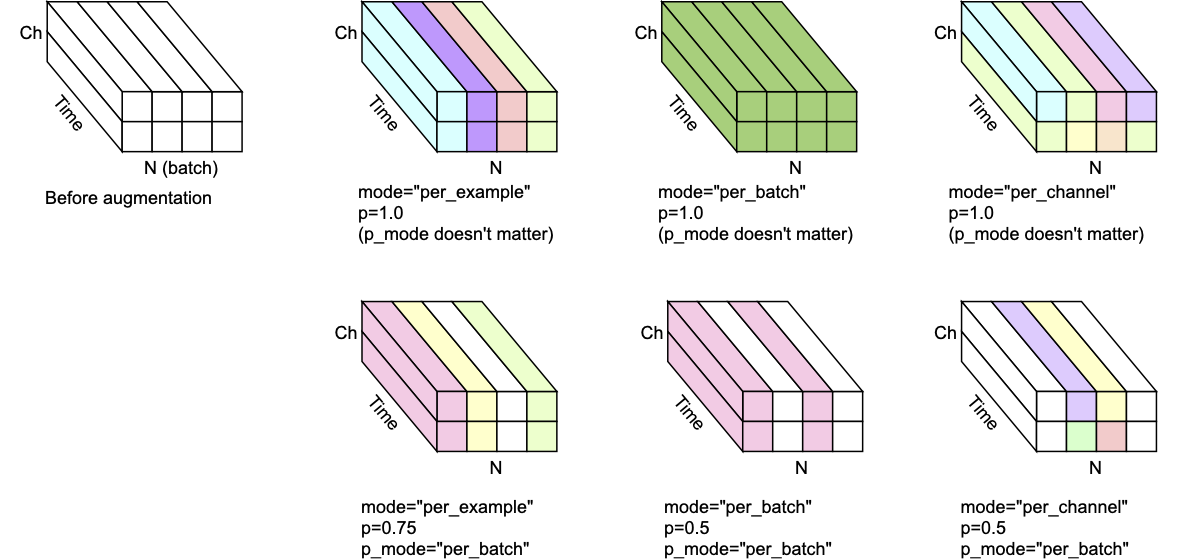 Ch
Time
N (batch)
Before augmentation
Ch
Time
N
mode="per_example"
p=1.0
(p_mode doesn't matter)
Ch
Time
N
mode="per_batch"
p=1.0
(p_mode doesn't matter)
Ch
Time
N
mode="per_channel"
p=1.0
(p_mode doesn't matter)
Ch
Time
N
mode="per_example"
p=0.75
p_mode="per_batch"
Ch
Time
N
mode="per_batch"
p=0.5
p_mode="per_batch"
Ch
Time
N
mode="per_channel"
p=0.5
p_mode="per_batch"